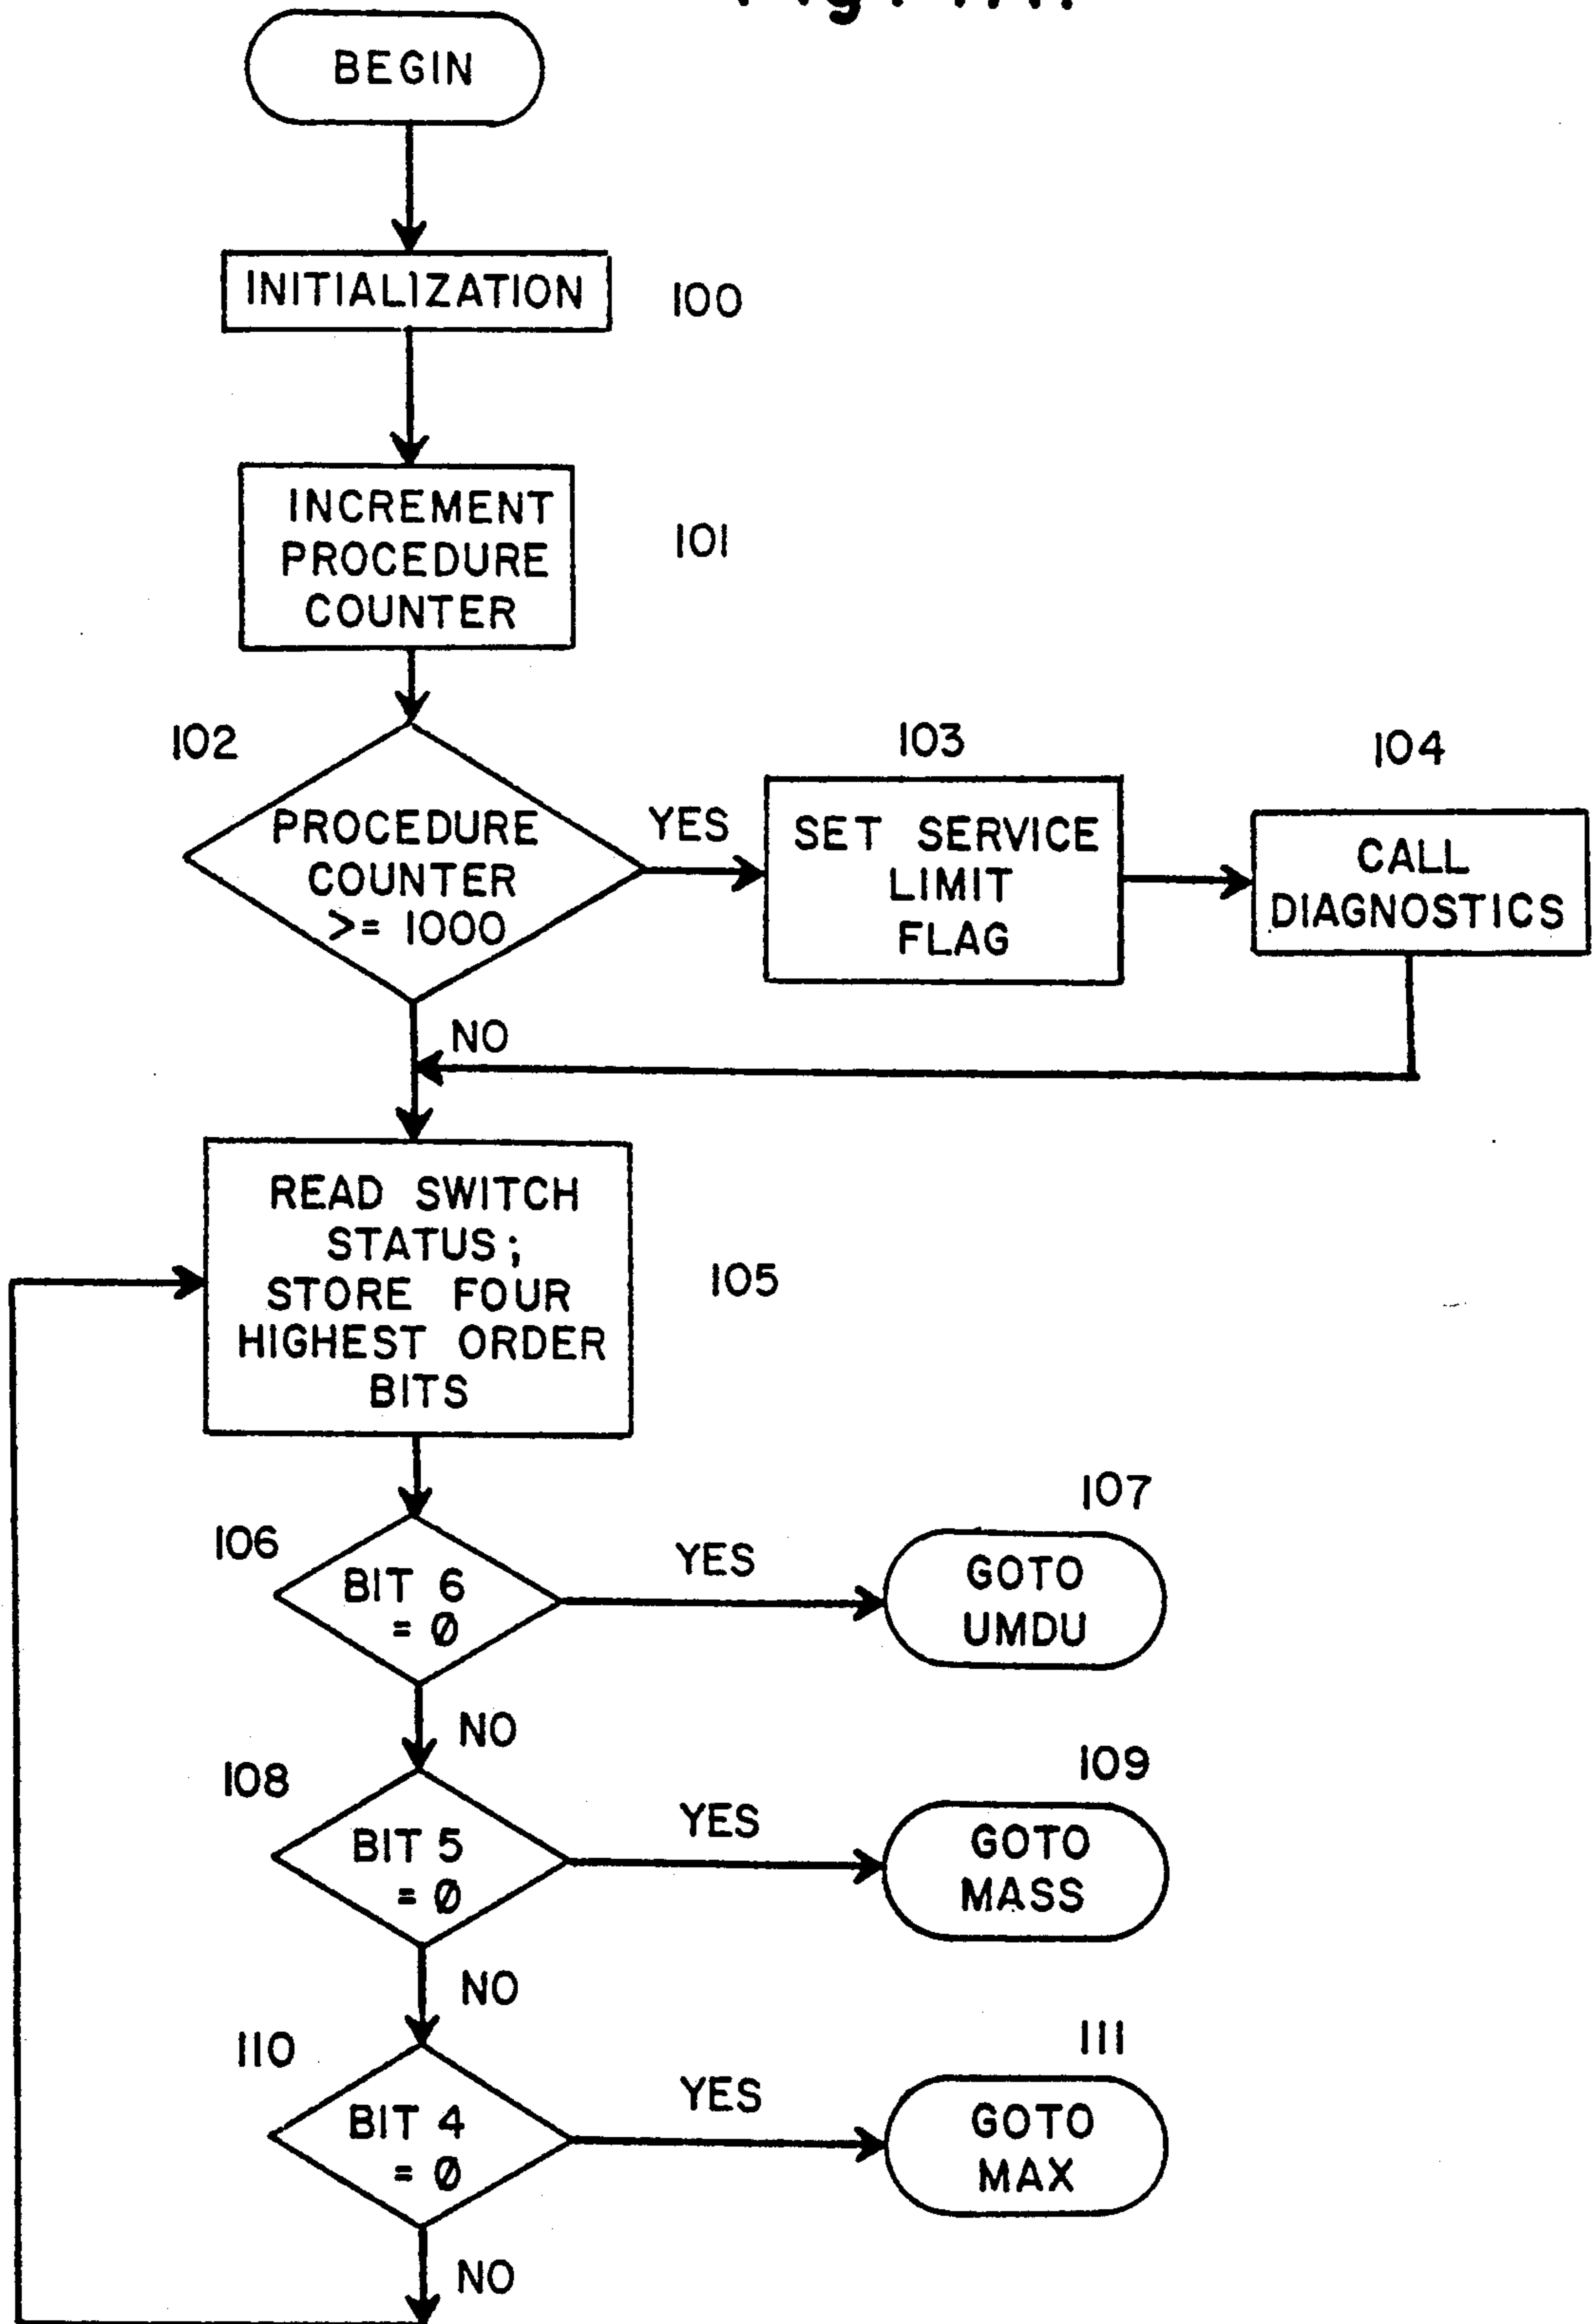 BEGIN
INITIALIZATION
100
INCREMENT
PROCEDURE
COUNTER
101
102
PROCEDURE
COUNTER
>= 1000
YES
103
SET SERVICE
LIMIT
FLAG
104
CALL
DIAGNOSTICS
NO
READ SWITCH
STATUS;
STORE FOUR
HIGHEST ORDER
BITS
105
106
BIT 6
= Ø
YES
107
GOTO
UMDU
NO
108
BIT 5
= Ø
YES
109
GOTO
MASS
NO
110
BIT 4
= Ø
YES
111
GOTO
MAX
NO